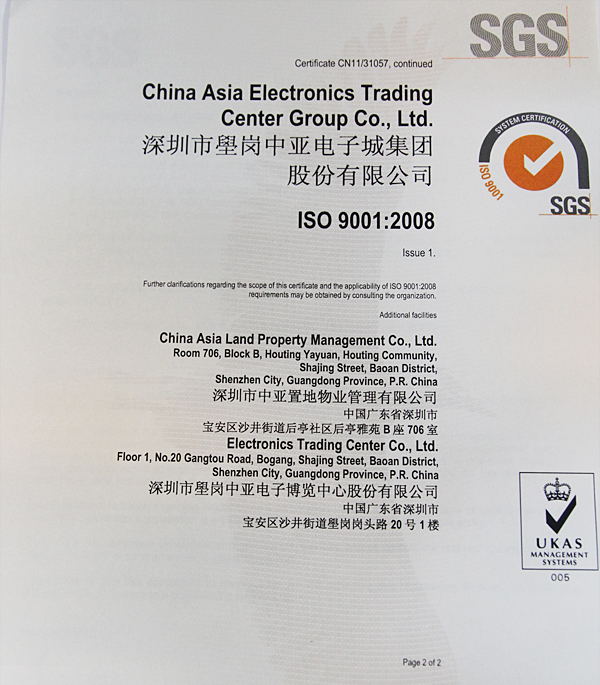 SGS
Certificate CN11/31057, continued
China Asia Electronics Trading
Center Group Co., Ltd.
深圳市壆岗中亚电子城集团
股份有限公司
SYSTEM CERTIFICATION
ISO 9001
SGS
ISO 9001:2008
Issue 1.
Further clarifications regarding the scope of this certificate and the applicability of ISO 9001:2008
requirements may be obtained by consulting the organization.
Additional facilities
China Asia Land Property Management Co., Ltd.
Room 706, Block B, Houting Yayuan, Houting Community,
Shajing Street, Baoan District,
Shenzhen City, Guangdong Province, P.R. China
深圳市中亚置地物业管理有限公司
中国广东省深圳市
宝安区沙井街道后亭社区后亭雅苑 B 座 706 室
Electronics Trading Center Co., Ltd.
Floor 1, No.20 Gangtou Road, Bogang, Shajing Street, Baoan District,
Shenzhen City, Guangdong Province, P.R. China
深圳市壆岗中亚电子博览中心股份有限公司
中国广东省深圳市
宝安区沙井街道壆岗岗头路 20 号 1 楼
UKAS
MANAGEMENT
SYSTEMS
005
Page 2 of 2